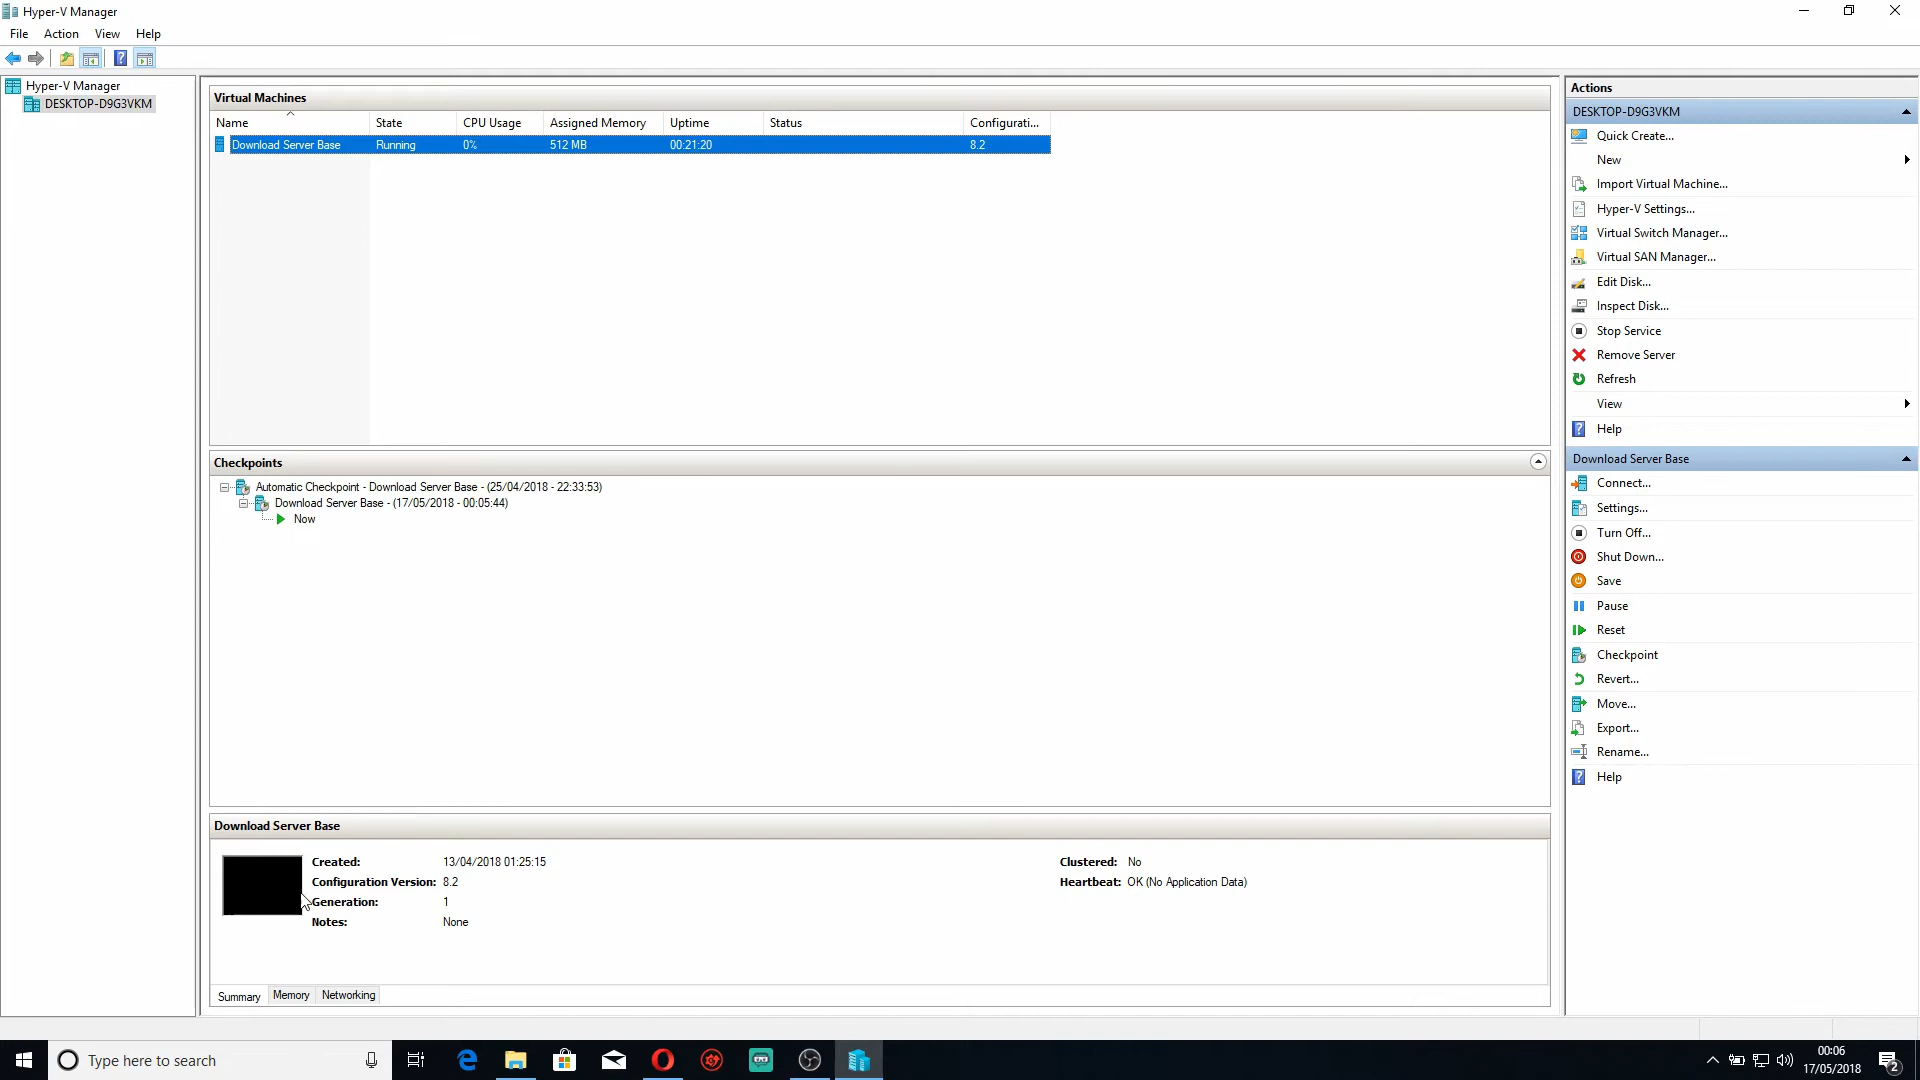 Hyper-V Manager
File Action View Help
Hyper-V Manager
DESKTOP-D9G3VKM
Virtual Machines
Name State CPU Usage Assigned Memory Uptime Status Configurati...
Download Server Base Running 0% 512 MB 00:21:20 8.2
Checkpoints
Automatic Checkpoint - Download Server Base - (25/04/2018 - 22:33:53)
Download Server Base - (17/05/2018 - 00:05:44)
Now
Download Server Base
Created: 13/04/2018 01:25:15
Configuration Version: 8.2
Generation: 1
Notes: None
Clustered: No
Heartbeat: OK (No Application Data)
Summary Memory Networking
Actions
DESKTOP-D9G3VKM
Quick Create...
New
Import Virtual Machine...
Hyper-V Settings...
Virtual Switch Manager...
Virtual SAN Manager...
Edit Disk...
Inspect Disk...
Stop Service
Remove Server
Refresh
View
Help
Download Server Base
Connect...
Settings...
Turn Off...
Shut Down...
Save
Pause
Reset
Checkpoint
Revert...
Move...
Export...
Rename...
Help
Type here to search
00:06
17/05/2018
2